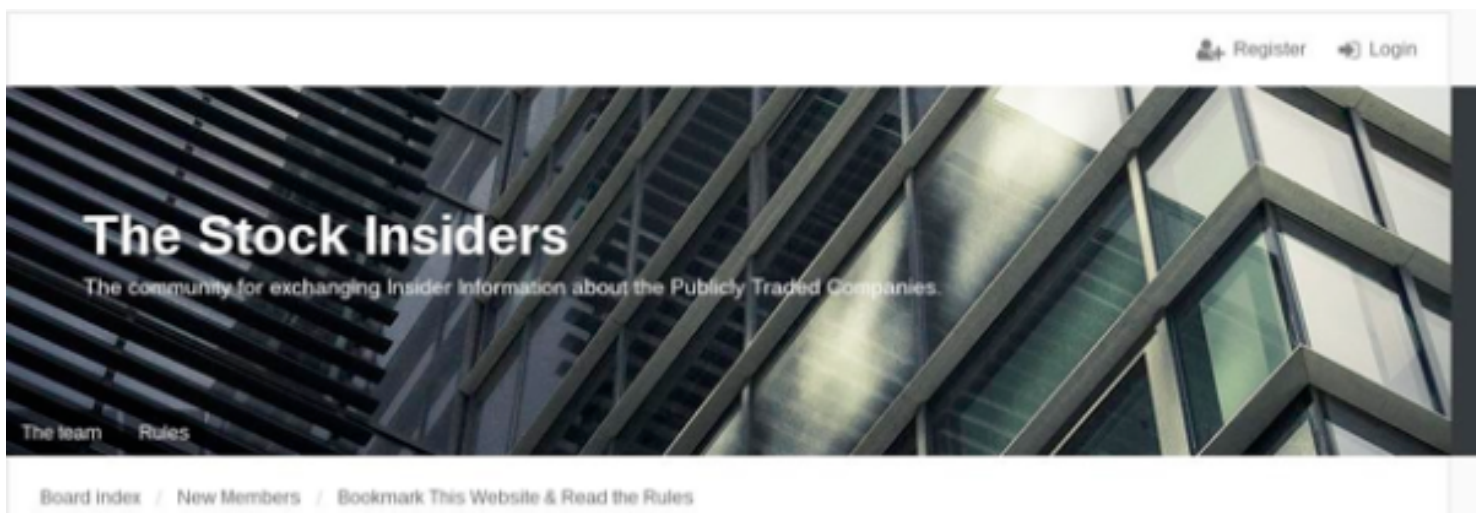 Register Login
The Stock Insiders
The community for exchanging Insider Information about the Publicly Traded Companies.
The team Rules
Board index / New Members / Bookmark This Website & Read the Rules